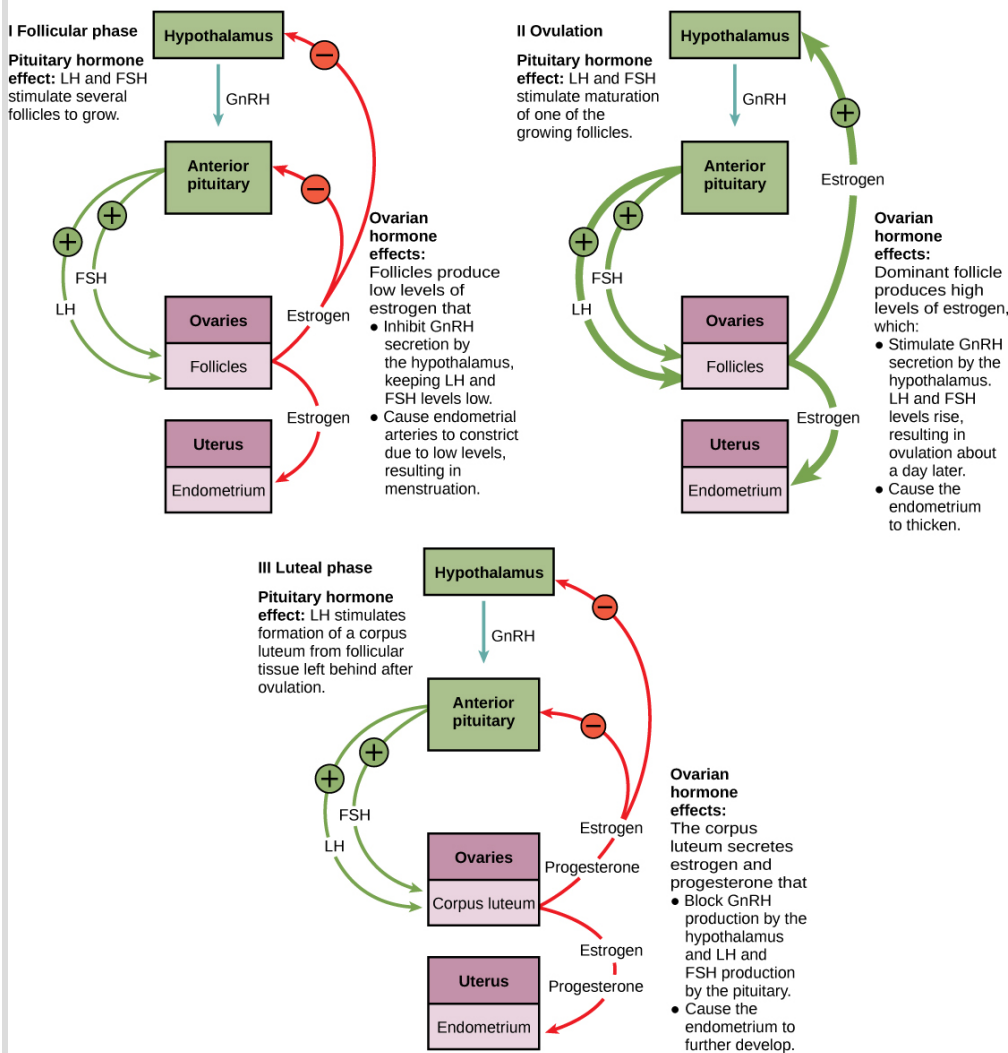 I Follicular phase
Pituitary hormone
effect: LH and FSH
stimulate several
follicles to grow.
Hypothalamus
−
GnRH
Anterior
pituitary
−
+
+
FSH
LH
Ovaries
Follicles
Estrogen
Estrogen
Uterus
Endometrium
Ovarian
hormone
effects:
Follicles produce
low levels of
estrogen that
● Inhibit GnRH
secretion by
the hypothalamus,
keeping LH and
FSH levels low.
● Cause endometrial
arteries to constrict
due to low levels,
resulting in
menstruation.
II Ovulation
Pituitary hormone
effect: LH and FSH
stimulate maturation
of one of the
growing follicles.
Hypothalamus
+
GnRH
Anterior
pituitary
Estrogen
+
+
FSH
LH
Ovaries
Follicles
Estrogen
Uterus
Endometrium
Ovarian
hormone
effects:
Dominant follicle
produces high
levels of estrogen,
which:
● Stimulate GnRH
secretion by the
hypothalamus.
LH and FSH
levels rise,
resulting in
ovulation about
a day later.
● Cause the
endometrium
to thicken.
III Luteal phase
Pituitary hormone
effect: LH stimulates
formation of a corpus
luteum from follicular
tissue left behind after
ovulation.
Hypothalamus
−
GnRH
Anterior
pituitary
−
+
+
FSH
LH
Ovaries
Corpus luteum
Estrogen
Progesterone
Estrogen
Progesterone
Uterus
Endometrium
Ovarian
hormone
effects:
The corpus
luteum secretes
estrogen and
progesterone that
● Block GnRH
production by the
hypothalamus
and LH and
FSH production
by the pituitary.
● Cause the
endometrium to
further develop.